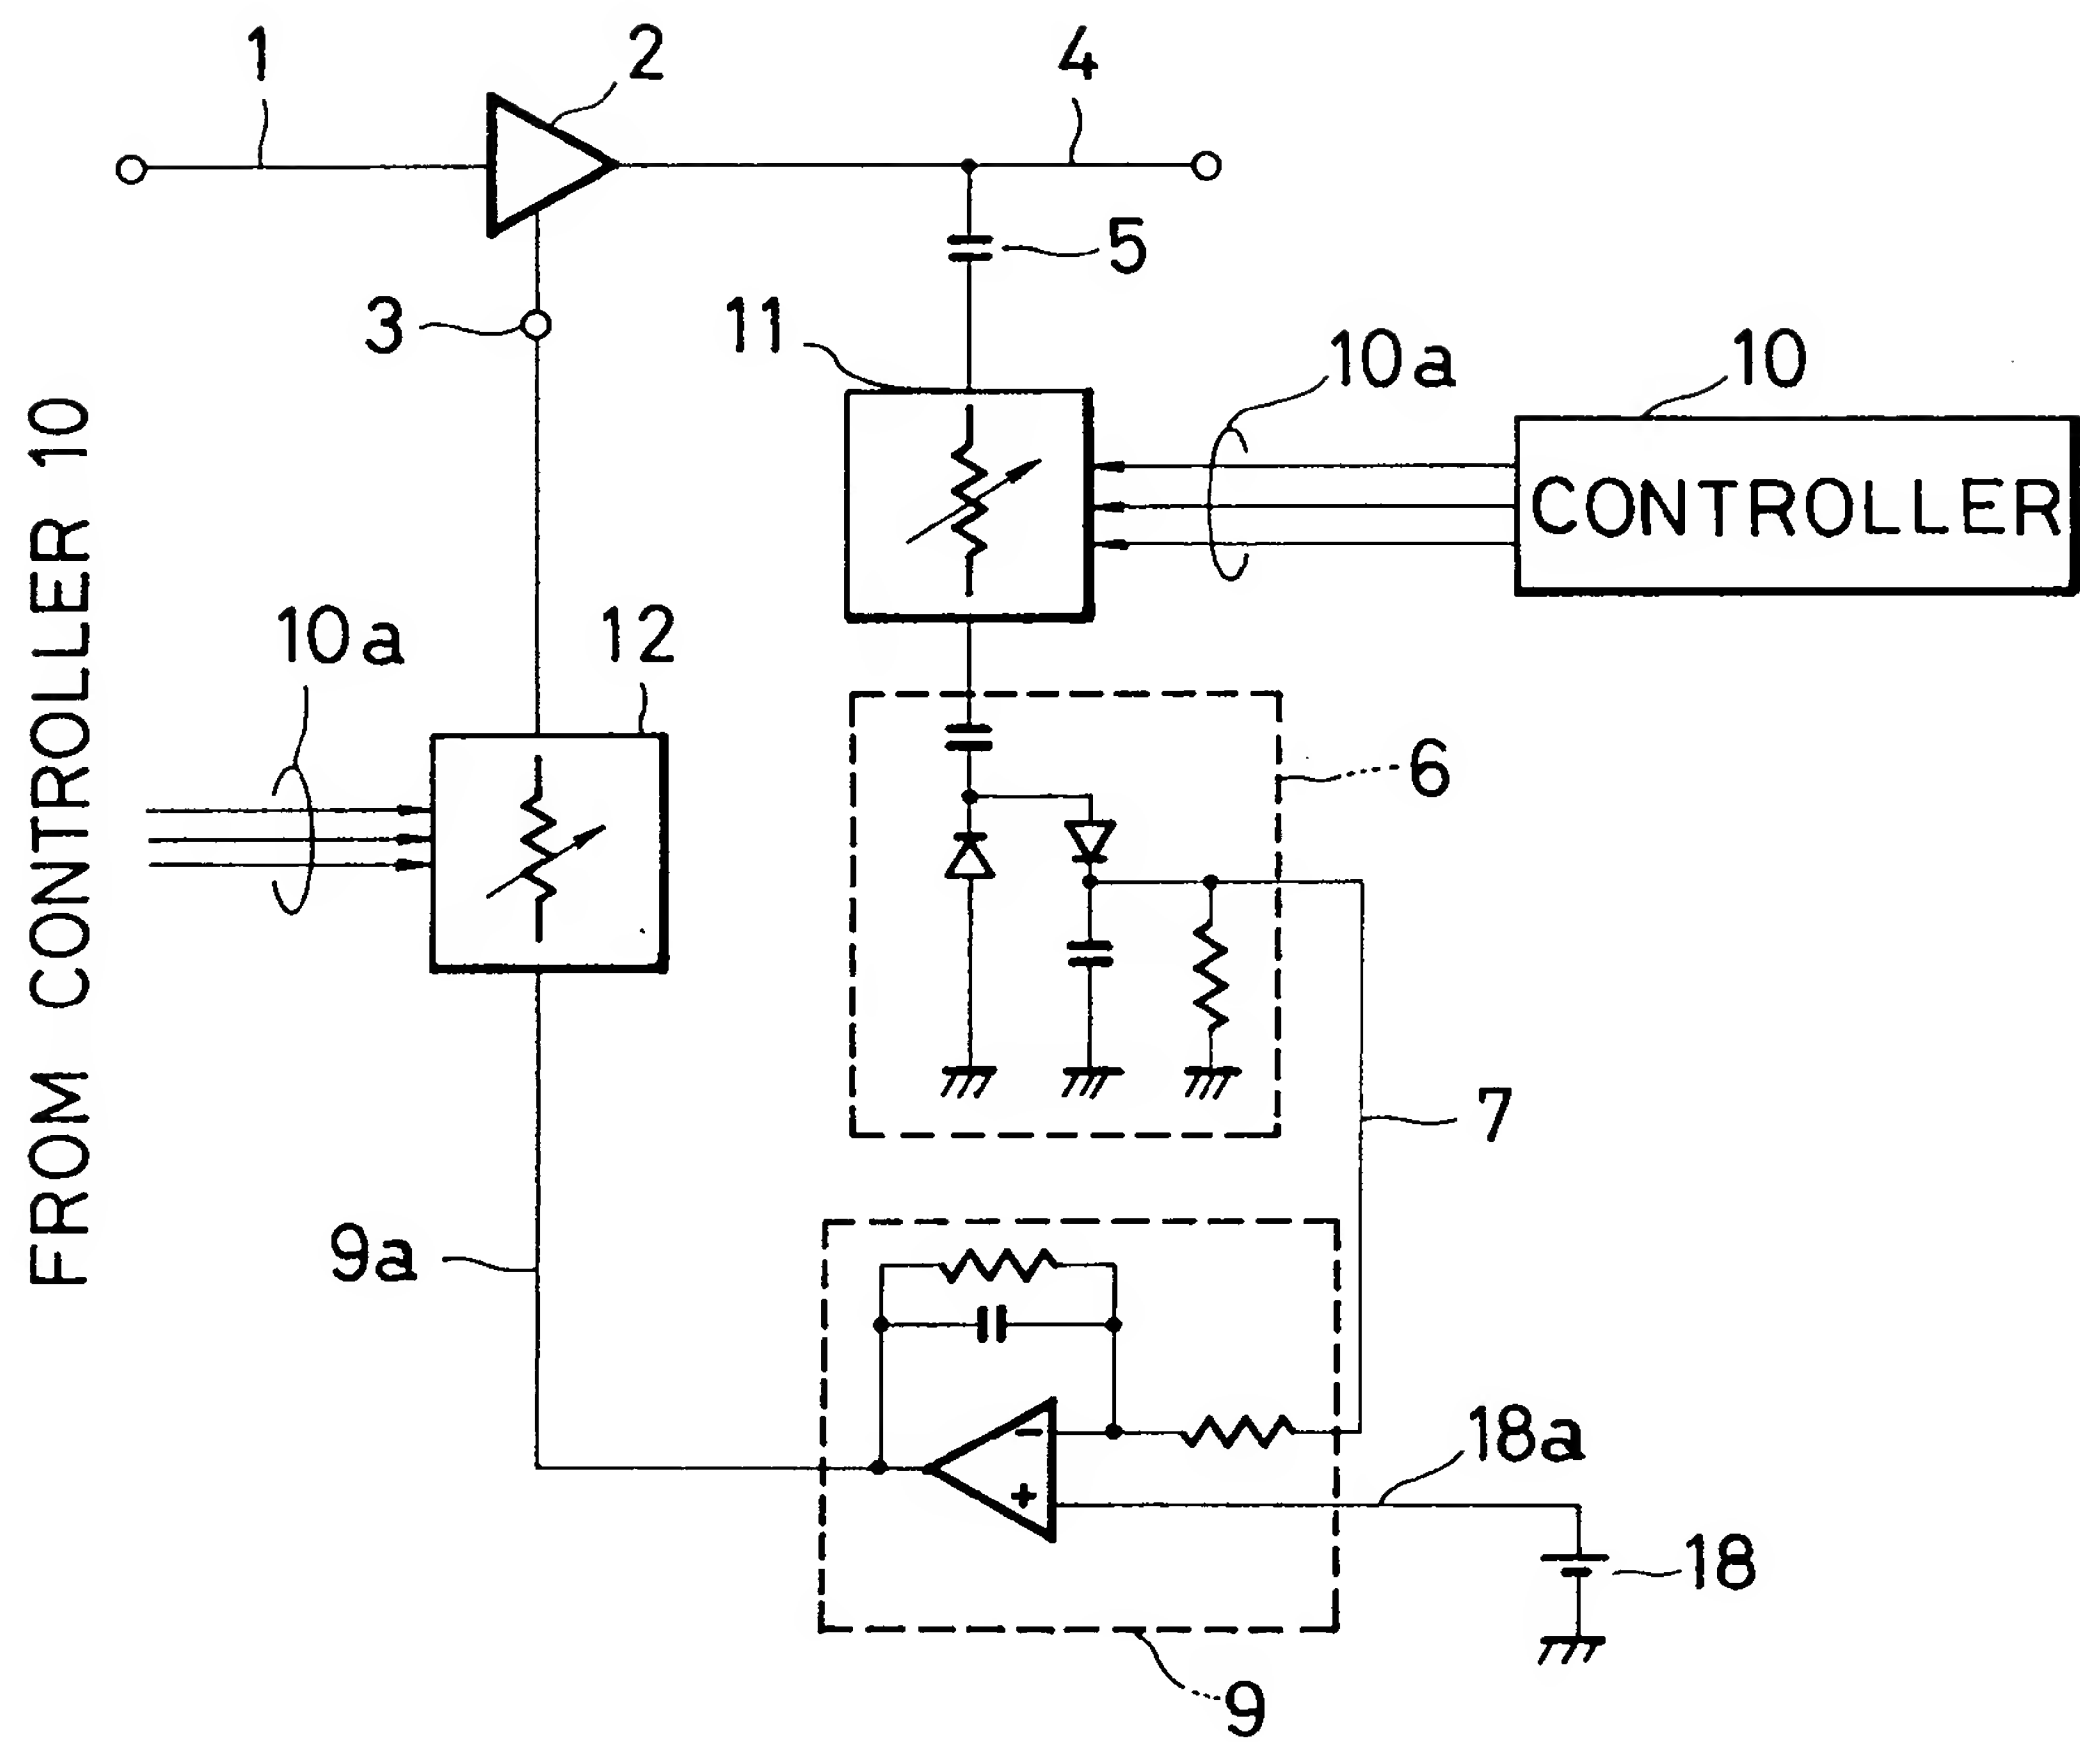 1
2
4
5
3
11
10a
10
CONTROLLER
FROM CONTROLLER 10
10a
12
6
7
9a
−
+
18a
18
9